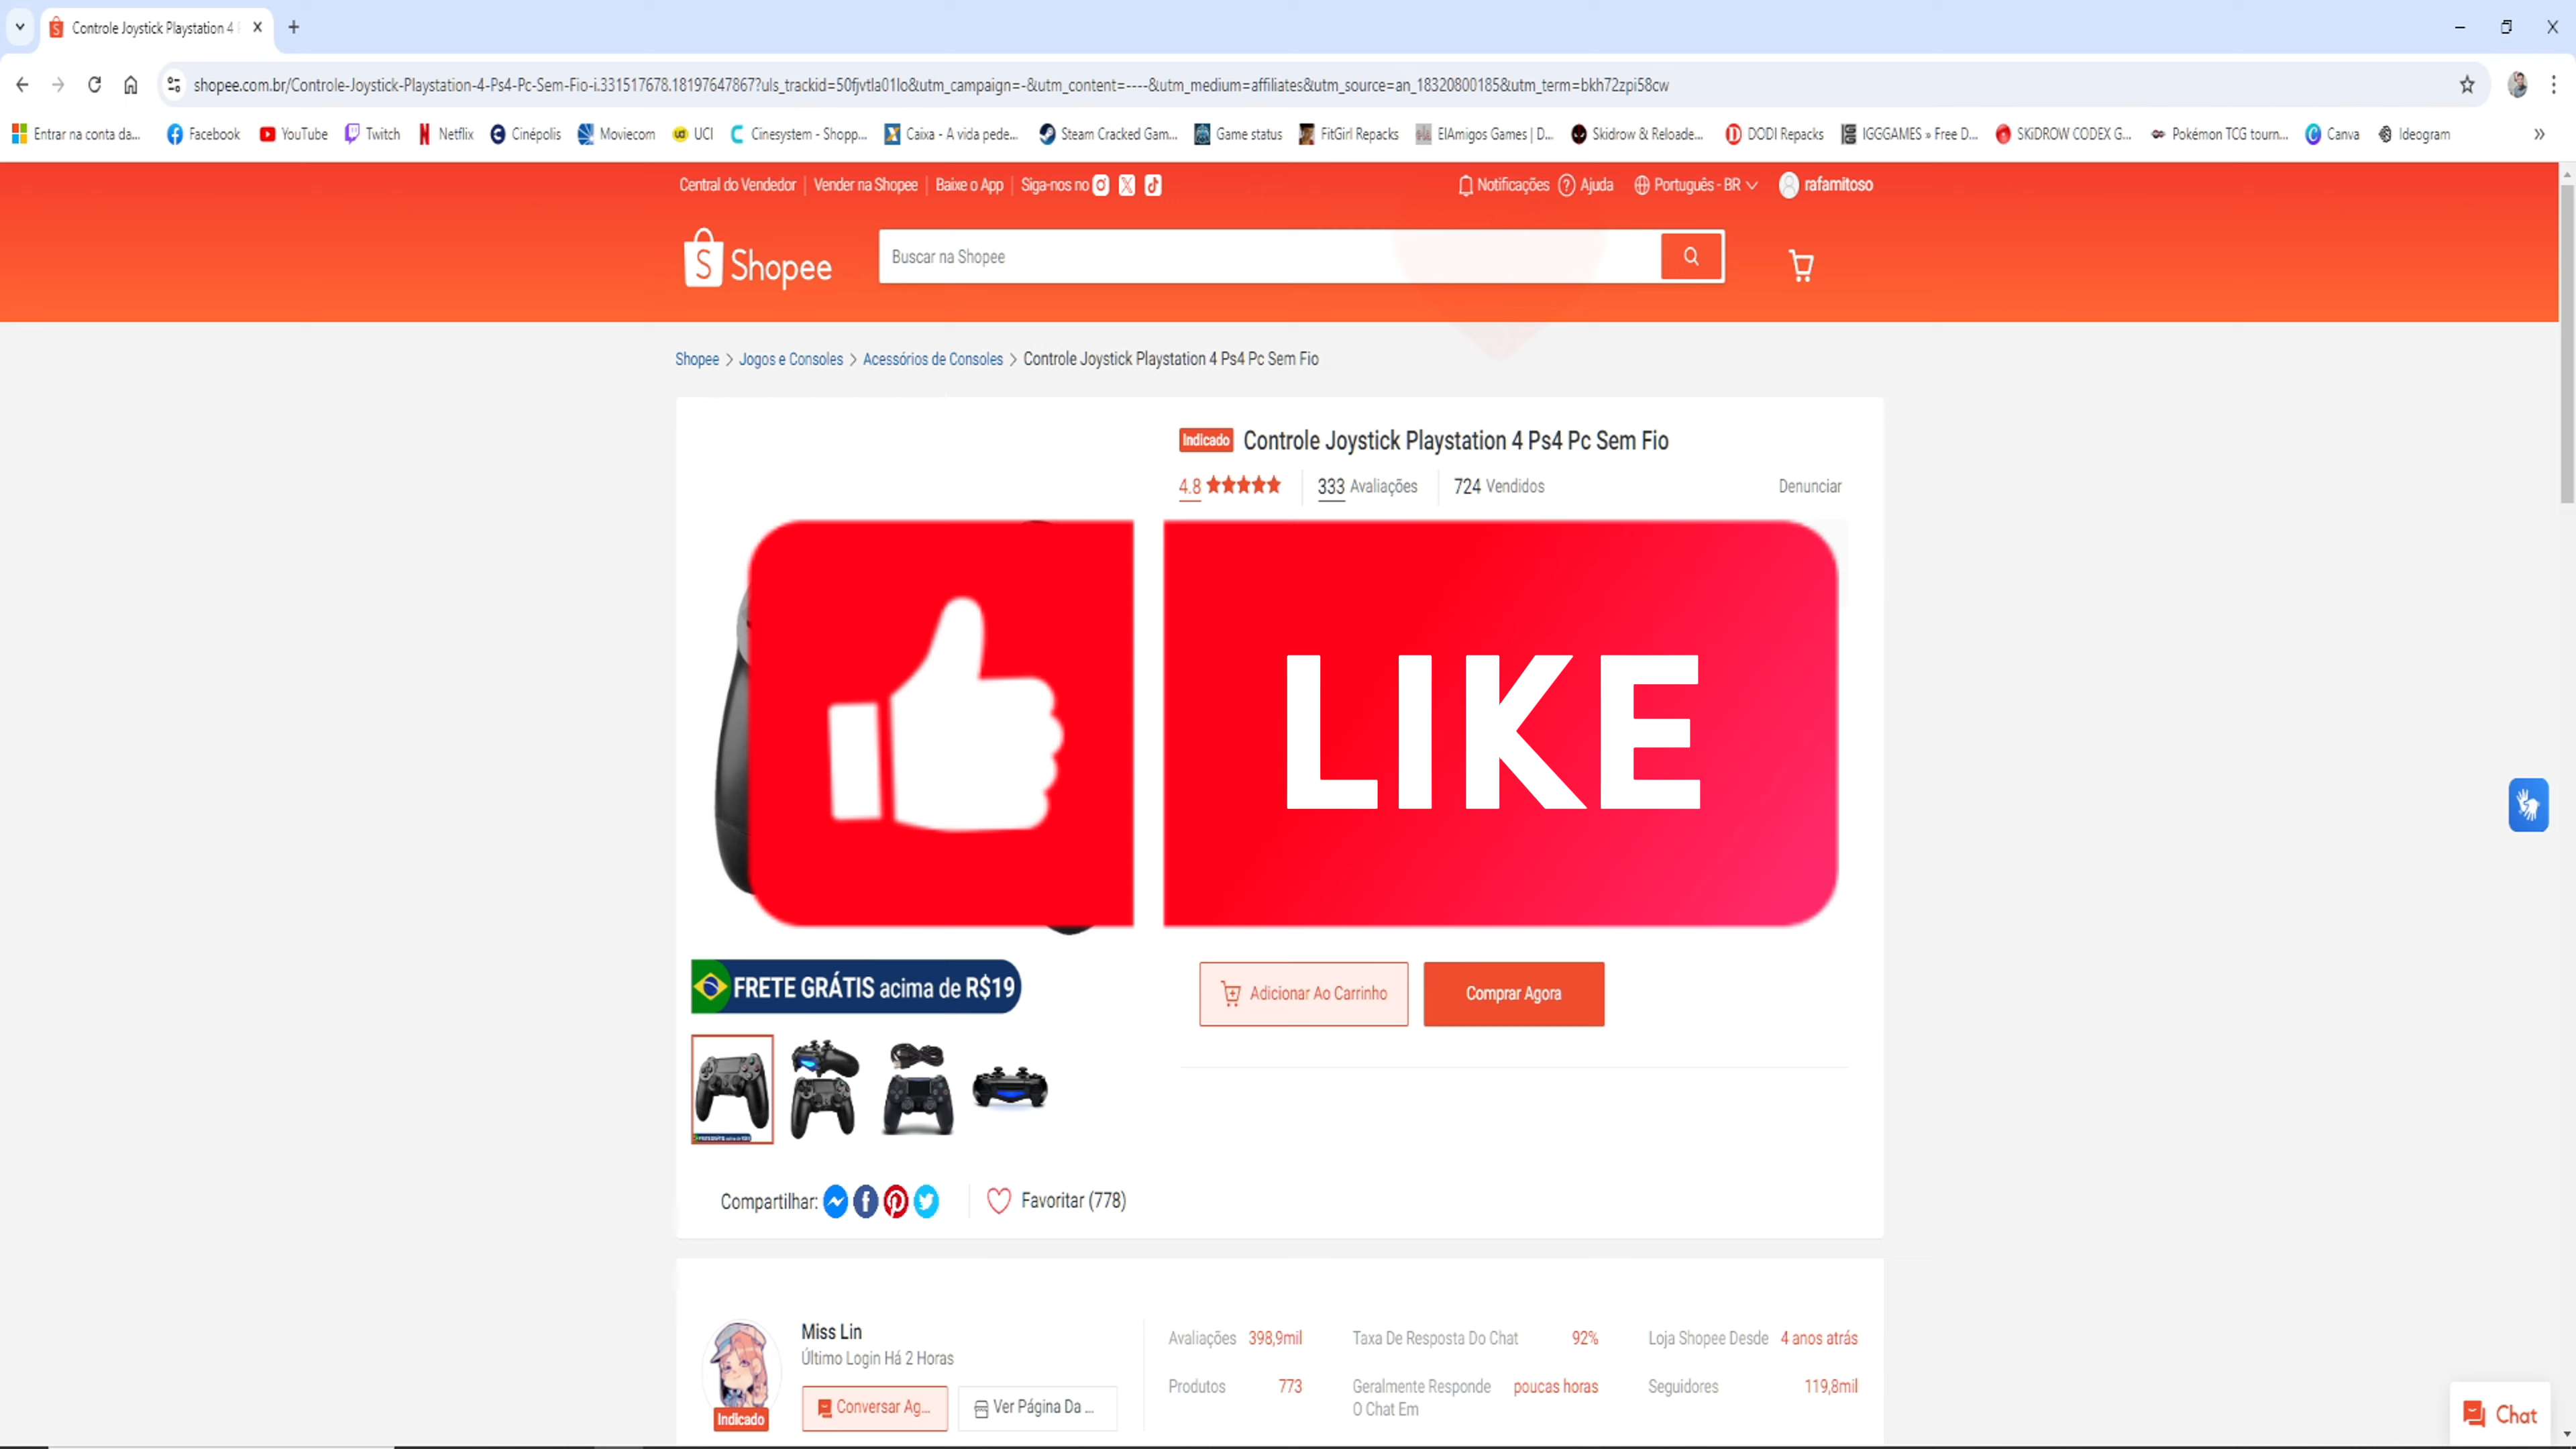 Controle Joystick Playstation 4 P
shopee.com.br/Controle-Joystick-Playstation-4-Ps4-Pc-Sem-Fio-i.331517678.18197647867?uls_trackid=50fjvtla01lo&utm_campaign=-&utm_content=----&utm_medium=affiliates&utm_source=an_18320800185&utm_term=bkh72zpi58cw
Entrar na conta da... Facebook YouTube Twitch Netflix Cinépolis Moviecom UCI Cinesystem - Shopp... Caixa - A vida pede... Steam Cracked Gam... Game status FitGirl Repacks ElAmigos Games | D... Skidrow & Reloade... DODI Repacks IGGGAMES » Free D... SKiDROW CODEX G... Pokémon TCG tourn... Canva Ideogram »
Central do Vendedor Vender na Shopee Baixe o App Siga-nos no Notificações Ajuda Português - BR rafamitoso
Shopee Buscar na Shopee
Shopee > Jogos e Consoles > Acessórios de Consoles > Controle Joystick Playstation 4 Ps4 Pc Sem Fio
Indicado Controle Joystick Playstation 4 Ps4 Pc Sem Fio
4.8 333 Avaliações 724 Vendidos Denunciar
LIKE
FRETE GRÁTIS acima de R$19
Adicionar Ao Carrinho Comprar Agora
Compartilhar: Favoritar (778)
Miss Lin
Último Login Há 2 Horas
Indicado
Conversar Ag... Ver Página Da ...
Avaliações 398,9mil Taxa De Resposta Do Chat 92% Loja Shopee Desde 4 anos atrás
Produtos 773 Geralmente Responde poucas horas Seguidores 119,8mil
O Chat Em
Chat